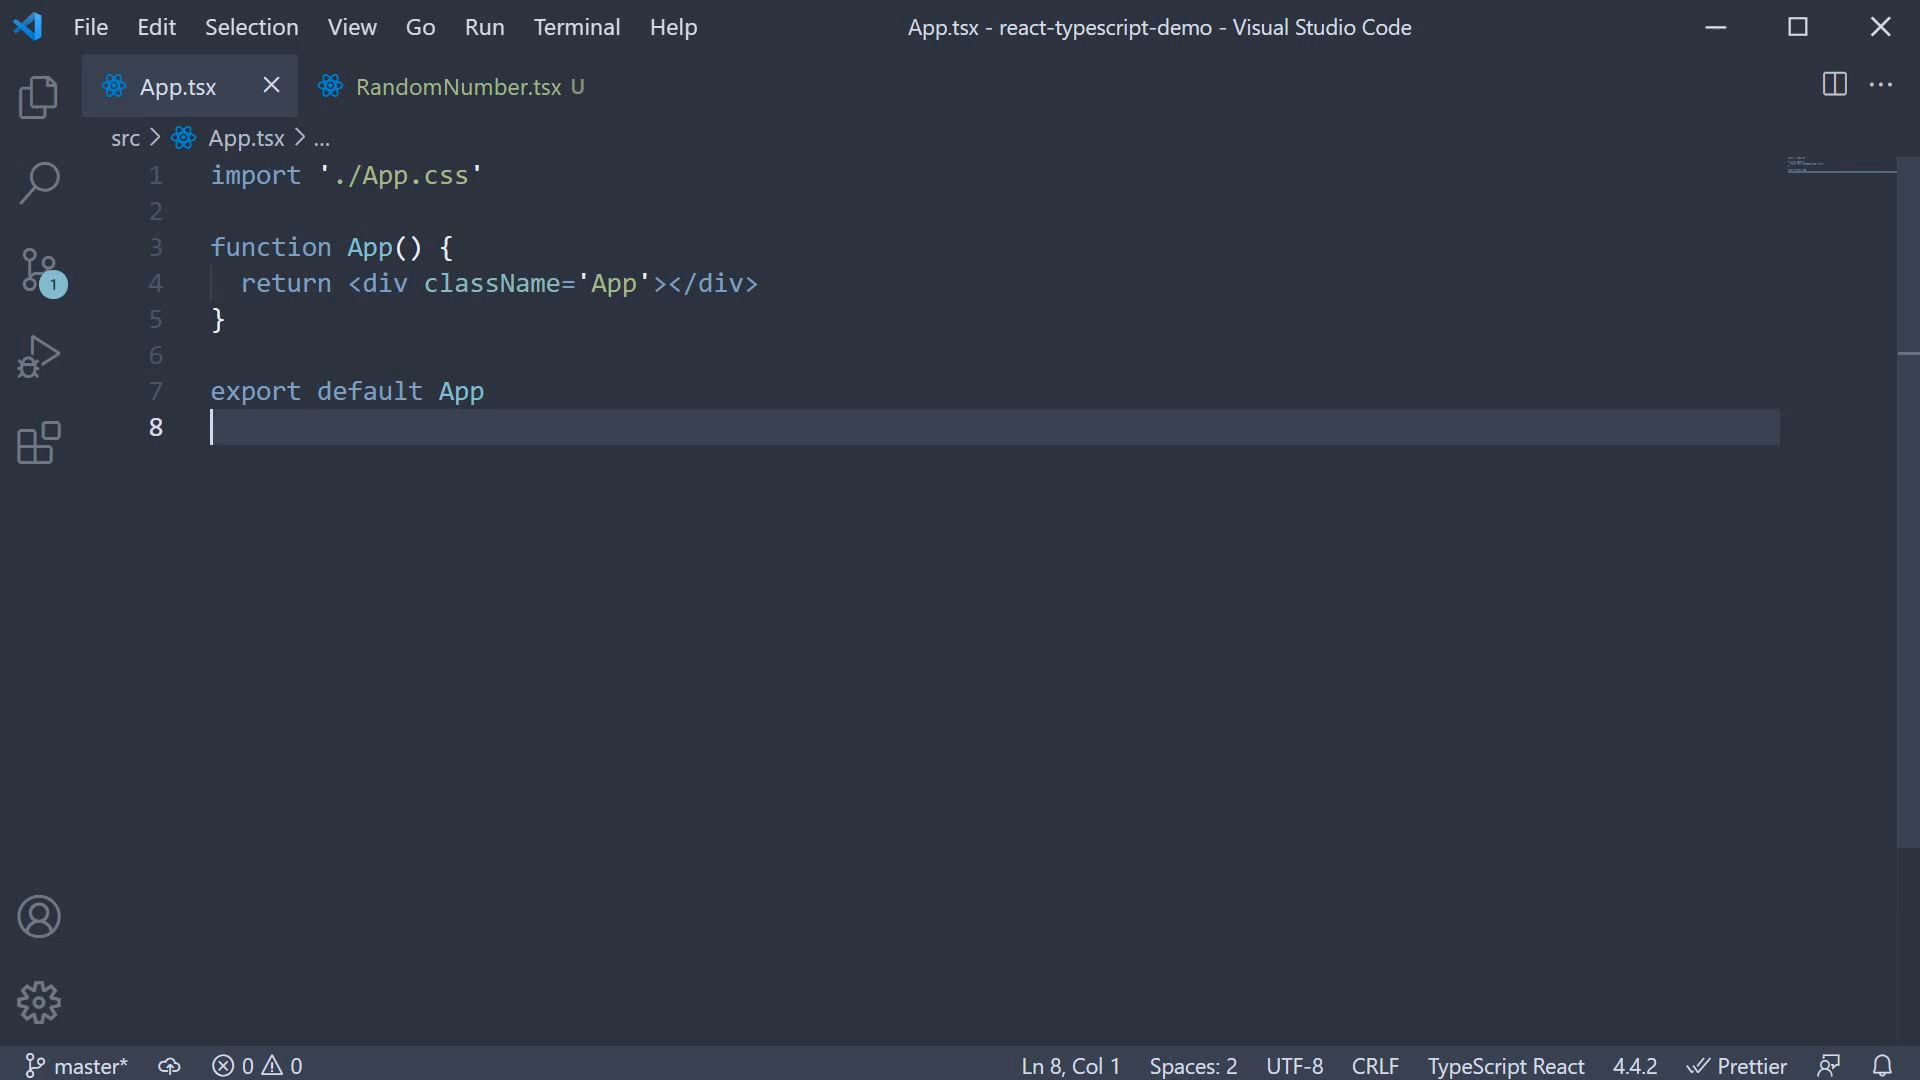 File Edit Selection View Go Run Terminal Help App.tsx - react-typescript-demo - Visual Studio Code
App.tsx RandomNumber.tsx U
src > App.tsx > ...
1 import './App.css'
2
3 function App() {
4 return <div className='App'></div>
5 }
6
7 export default App
8
1
master* 0 0 Ln 8, Col 1 Spaces: 2 UTF-8 CRLF TypeScript React 4.4.2 Prettier